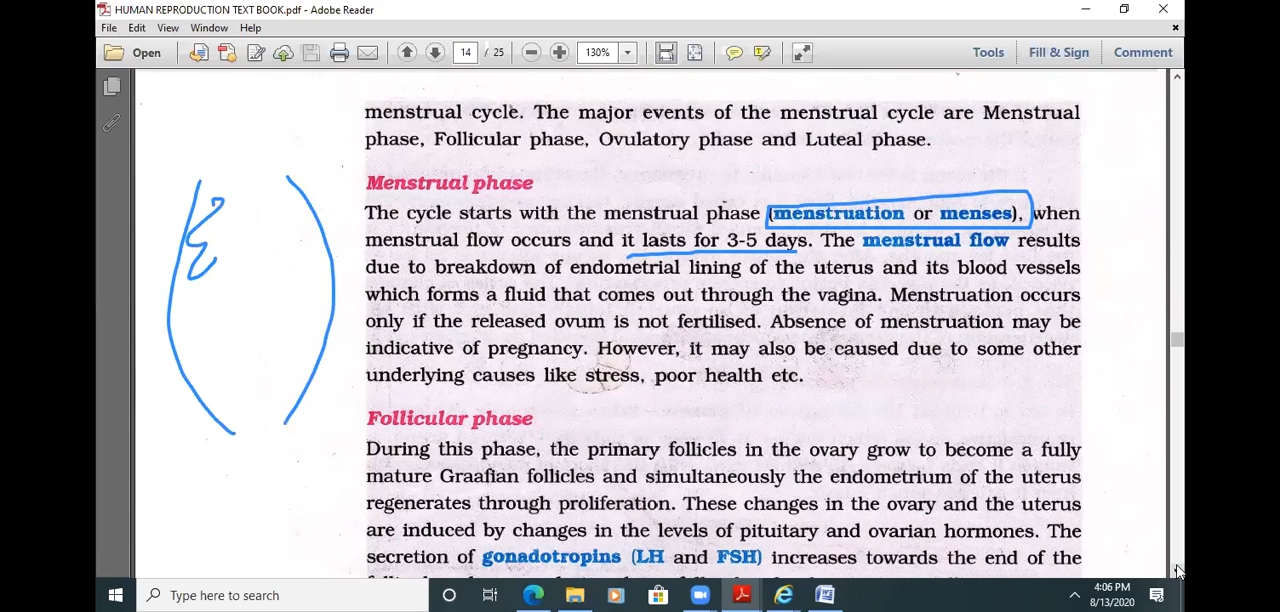 HUMAN REPRODUCTION TEXT BOOK.pdf - Adobe Reader
File Edit View Window Help
Open 14 / 25 130% Tools Fill & Sign Comment
menstrual cycle. The major events of the menstrual cycle are Menstrual
phase, Follicular phase, Ovulatory phase and Luteal phase.
Menstrual phase
The cycle starts with the menstrual phase (menstruation or menses), when
menstrual flow occurs and it lasts for 3-5 days. The menstrual flow results
due to breakdown of endometrial lining of the uterus and its blood vessels
which forms a fluid that comes out through the vagina. Menstruation occurs
only if the released ovum is not fertilised. Absence of menstruation may be
indicative of pregnancy. However, it may also be caused due to some other
underlying causes like stress, poor health etc.
Follicular phase
During this phase, the primary follicles in the ovary grow to become a fully
mature Graafian follicles and simultaneously the endometrium of the uterus
regenerates through proliferation. These changes in the ovary and the uterus
are induced by changes in the levels of pituitary and ovarian hormones. The
secretion of gonadotropins (LH and FSH) increases towards the end of the
Type here to search
4:06 PM
8/13/2020